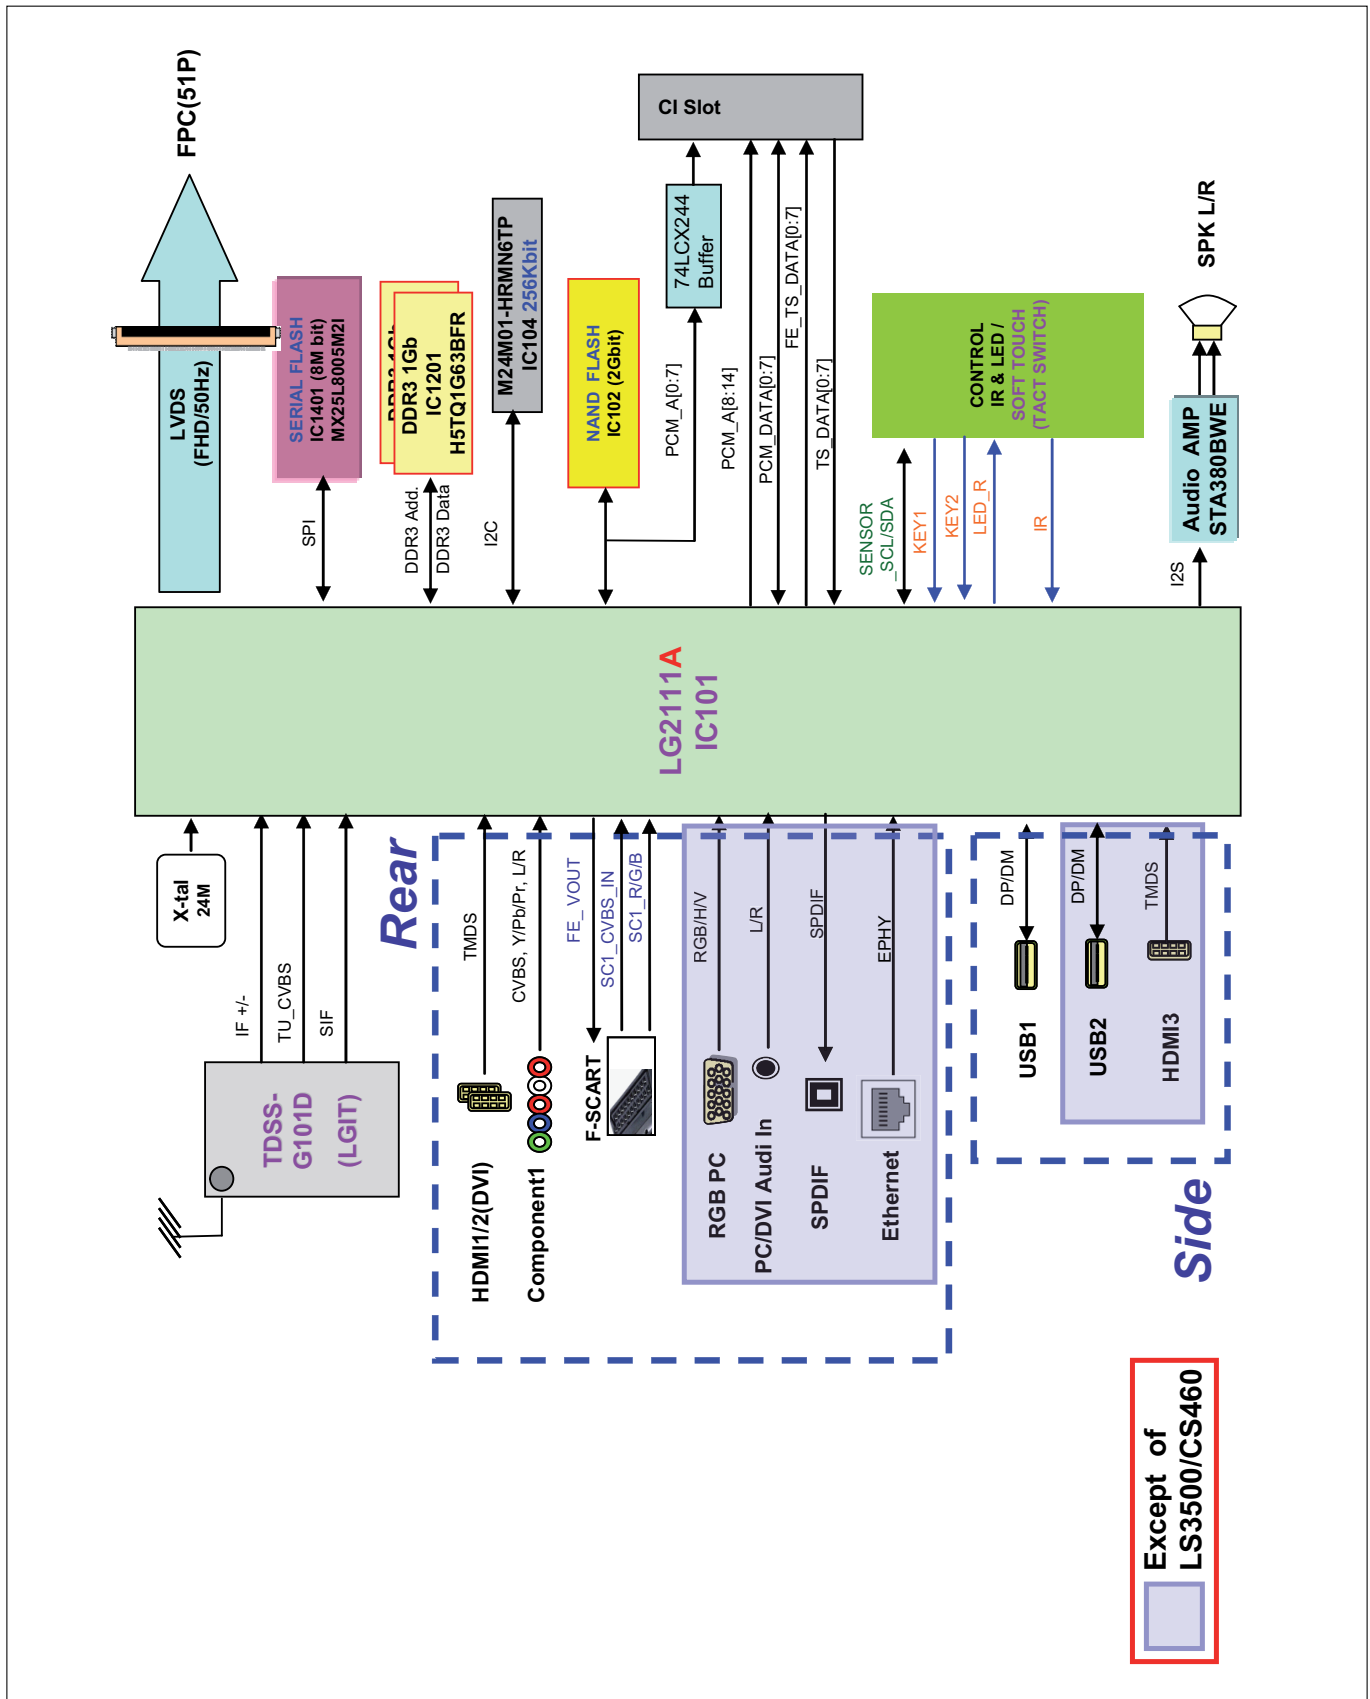 X-tal
24M
IF +/-
TU_CVBS
SIF
TDSS-
G101D
(LGIT)
LVDS
(FHD/50Hz)
FPC(51P)
SPI
SERIAL FLASH
IC1401 (8M bit)
MX25L8005M2I
DDR3 Add.
DDR3 Data
DDR3 1Gb
DDR3 1Gb
IC1201
H5TQ1G63BFR
I2C
M24M01-HRMN6TP
IC104 256Kbit
NAND FLASH
IC102 (2Gbit)
PCM_A[0:7]
74LCX244
Buffer
CI Slot
PCM_A[8:14]
PCM_DATA[0:7]
FE_TS_DATA[0:7]
TS_DATA[0:7]
SENSOR
_SCL/SDA
KEY1
KEY2
LED_R
IR
CONTROL
IR & LED /
SOFT TOUCH
(TACT SWITCH)
I2S
Audio AMP
STA380BWE
SPK L/R
LG2111A
IC101
Rear
HDMI1/2(DVI)
TMDS
Component1
CVBS, Y/Pb/Pr, L/R
F-SCART
FE_VOUT
SC1_CVBS_IN
SC1_R/G/B
RGB PC
RGB/H/V
PC/DVI Audi In
L/R
SPDIF
SPDIF
Ethernet
EPHY
USB1
DP/DM
USB2
DP/DM
HDMI3
TMDS
Side
Except of
LS3500/CS460